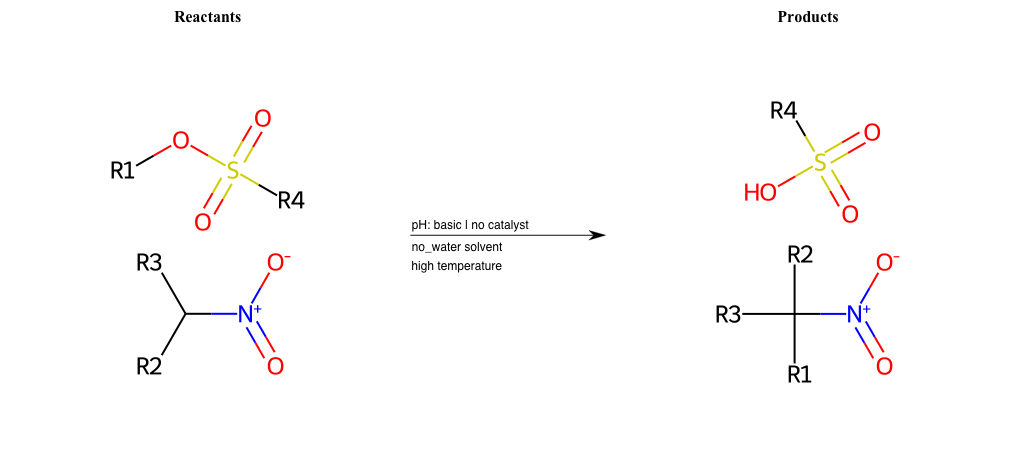 Reactants
Products
R1
O
O
S
O
R4
R3
R2
N+
O-
O
pH: basic | no catalyst
no_water solvent
high temperature
R4
O
S
HO
O
R2
R3
R1
N+
O-
O